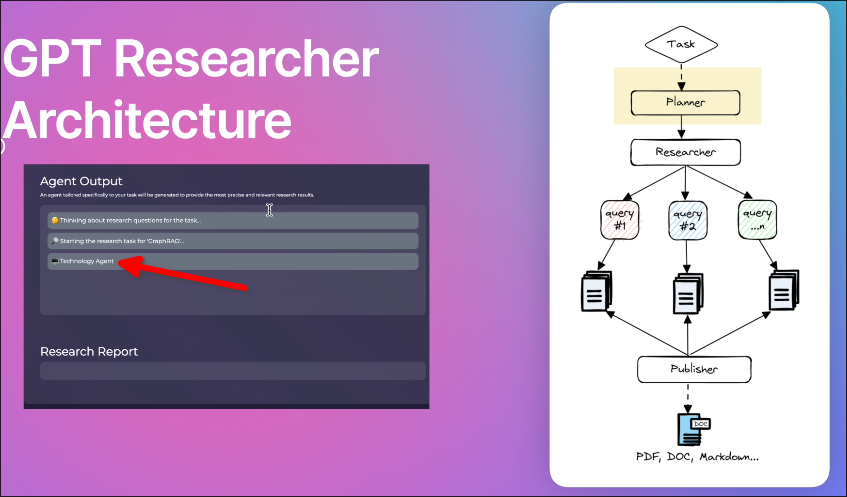 GPT Researcher
Architecture
Agent Output
An agent tailored specifically to your task will be generated to provide the most precise and relevant research results.
🤔 Thinking about research questions for the task...
🔎 Starting the research task for 'GraphRAG'...
💻 Technology Agent
Research Report
Task
Planner
Researcher
query
#1
query
#2
query
...n
Publisher
DOC
PDF, DOC, Markdown...